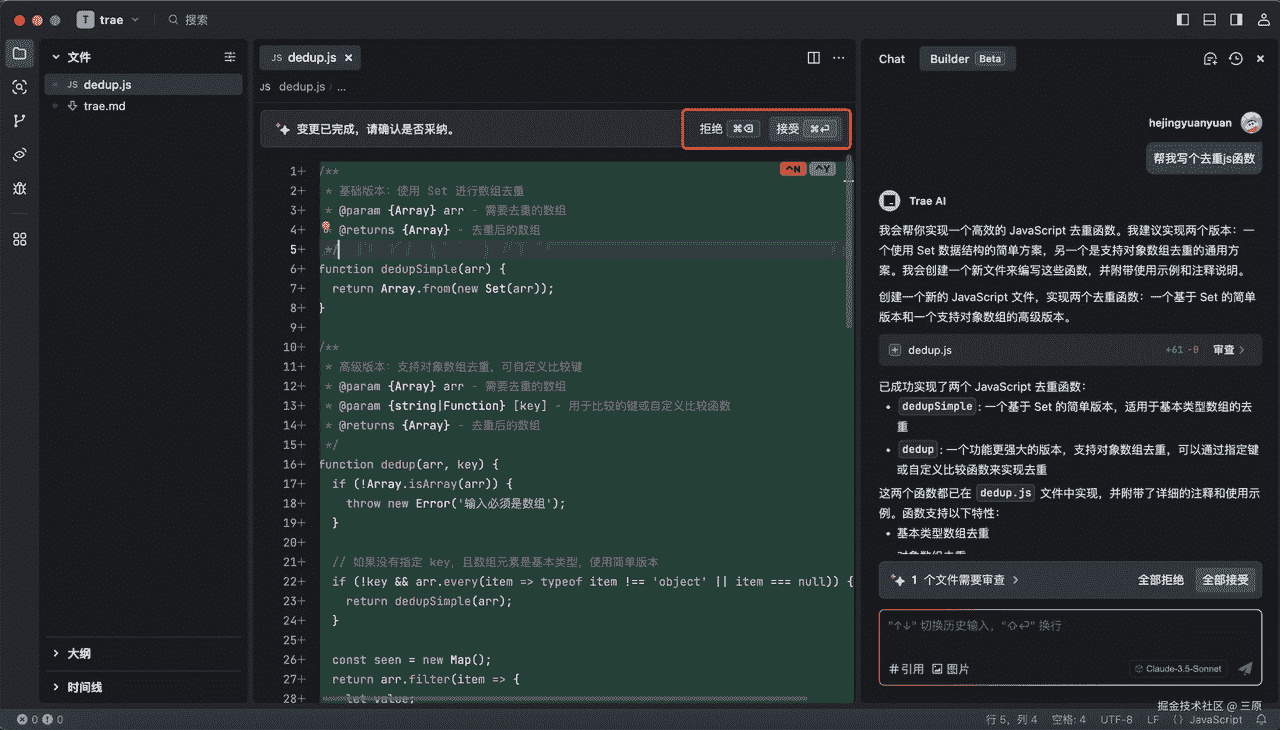 T trae
搜索
文件
JS dedup.js
trae.md
大纲
时间线
JS dedup.js ×
JS dedup.js / ...
变更已完成，请确认是否采纳。
拒绝 ⌘⌫ 接受 ⌘⏎
^N ^Y
1+ /**
2+ * 基础版本：使用 Set 进行数组去重
3+ * @param {Array} arr - 需要去重的数组
4+ * @returns {Array} - 去重后的数组
5+ */
6+ function dedupSimple(arr) {
7+ return Array.from(new Set(arr));
8+ }
9+
10+ /**
11+ * 高级版本：支持对象数组去重，可自定义比较键
12+ * @param {Array} arr - 需要去重的数组
13+ * @param {string|Function} [key] - 用于比较的键或自定义比较函数
14+ * @returns {Array} - 去重后的数组
15+ */
16+ function dedup(arr, key) {
17+ if (!Array.isArray(arr)) {
18+ throw new Error('输入必须是数组');
19+ }
20+
21+ // 如果没有指定 key，且数组元素是基本类型，使用简单版本
22+ if (!key && arr.every(item => typeof item !== 'object' || item === null)) {
23+ return dedupSimple(arr);
24+ }
25+
26+ const seen = new Map();
27+ return arr.filter(item => {
28+ let value;
Chat Builder Beta
hejingyuanyuan
帮我写个去重js函数
Trae AI
我会帮你实现一个高效的 JavaScript 去重函数。我建议实现两个版本：一
个使用 Set 数据结构的简单方案，另一个是支持对象数组去重的通用方
案。我会创建一个新文件来编写这些函数，并附带使用示例和注释说明。
创建一个新的 JavaScript 文件，实现两个去重函数：一个基于 Set 的简单
版本和一个支持对象数组的高级版本。
dedup.js +61 -0 审查
已成功实现了两个 JavaScript 去重函数：
• dedupSimple：一个基于 Set 的简单版本，适用于基本类型数组的去
重
• dedup：一个功能更强大的版本，支持对象数组去重，可以通过指定键
或自定义比较函数来实现去重
这两个函数都已在 dedup.js 文件中实现，并附带了详细的注释和使用示
例。函数支持以下特性：
• 基本类型数组去重
• 对象数组去重
1 个文件需要审查 全部拒绝 全部接受
"↑↓" 切换历史输入，"⇧⏎" 换行
#引用 图片 Claude-3.5-Sonnet
掘金技术社区 @ 三原
0 0 行 5，列 4 空格: 4 UTF-8 LF {} JavaScript